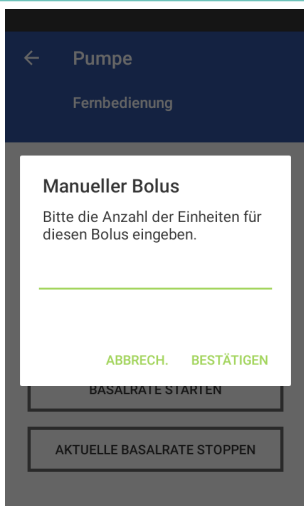 Pumpe
Fernbedienung
Manueller Bolus
Bitte die Anzahl der Einheiten für
diesen Bolus eingeben.
ABBRECH. BESTÄTIGEN
BASALRATE STARTEN
AKTUELLE BASALRATE STOPPEN